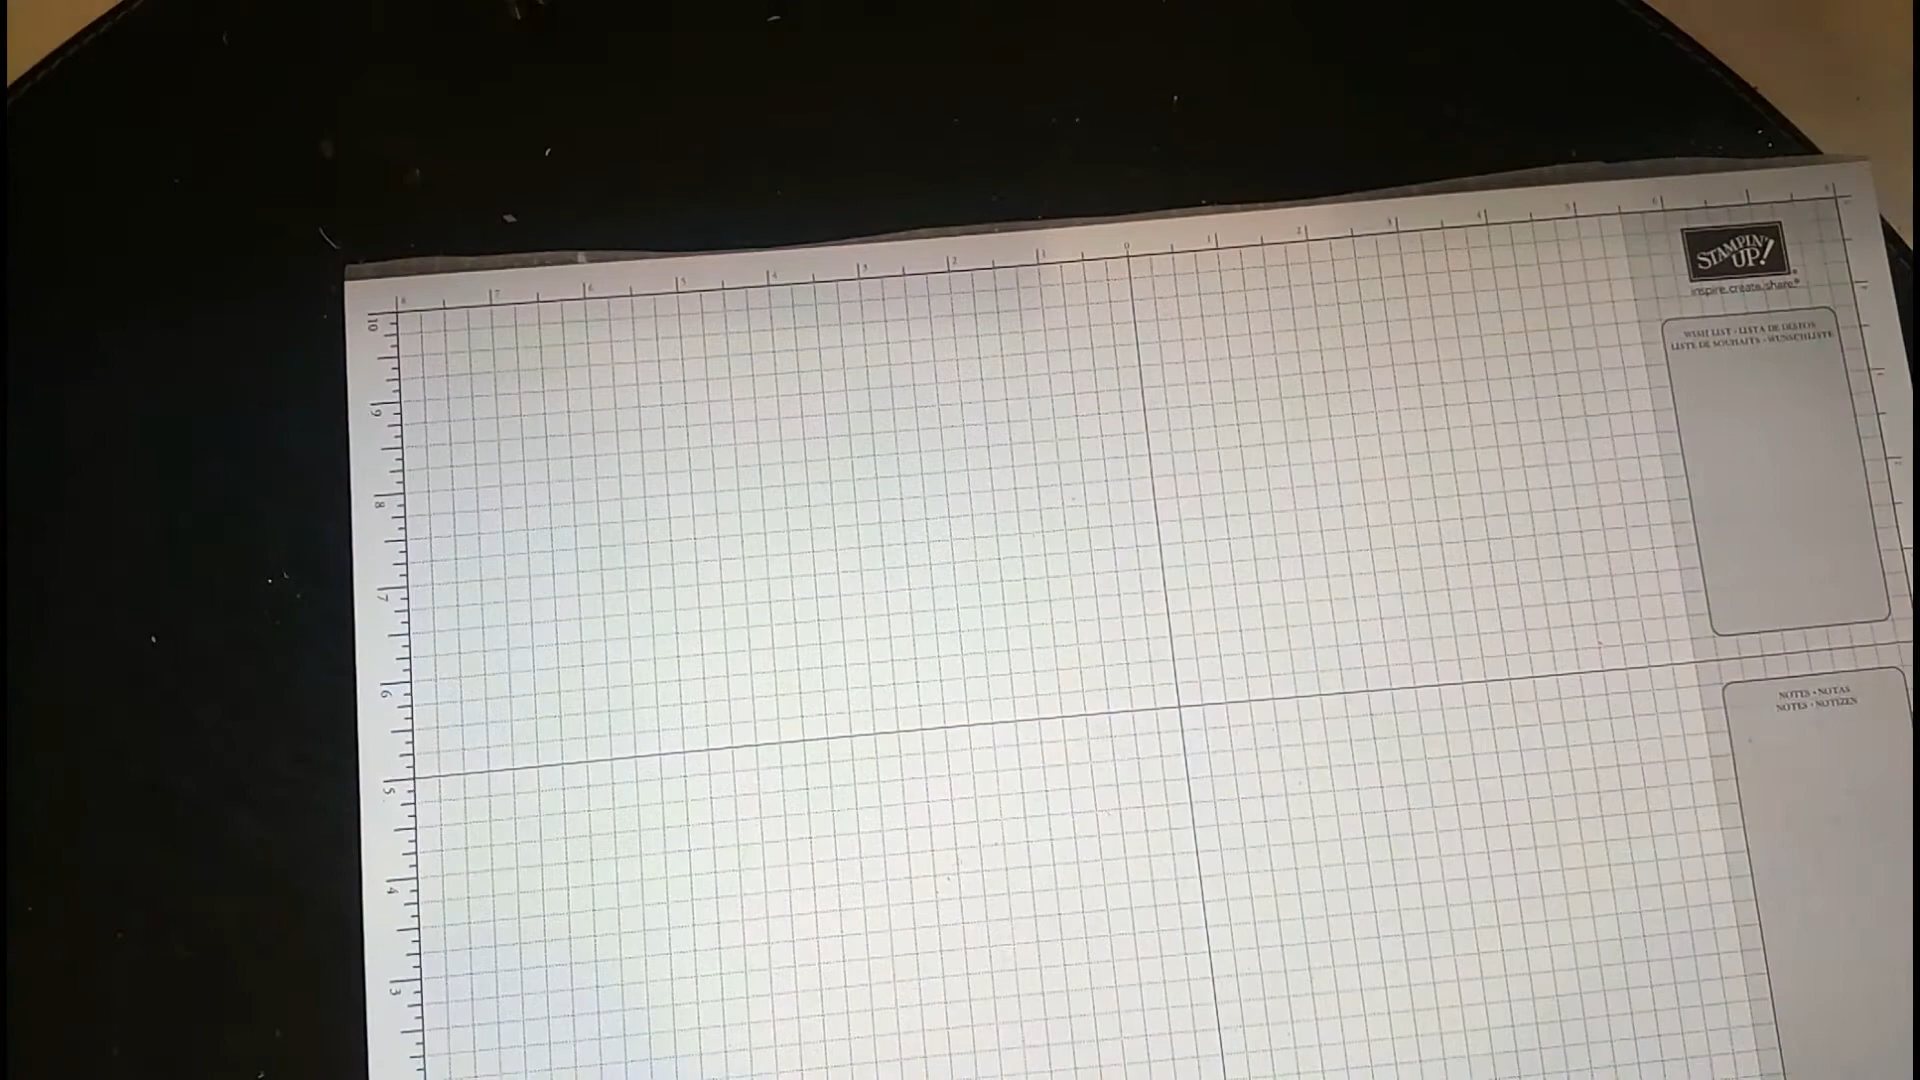 8 7 6 5 4 3 2 1 0 1 2 3 4 5 6 8
STAMPIN'
UP!
inspire.create.share
WISH LIST • LISTA DE DESEOS
LISTE DE SOUHAITS • WUNSCHLISTE
NOTES • NOTAS
NOTES • NOTIZEN
10
9
8
7
6
5
4
3